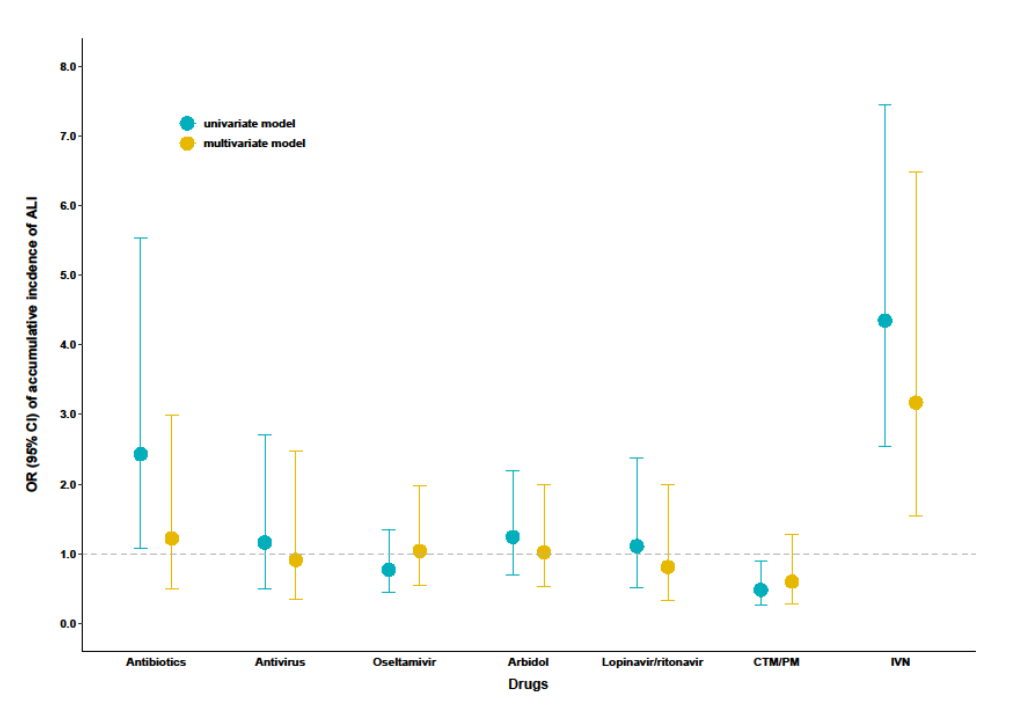 8.0
univariate model
multivariate model
7.0
6.0
5.0
4.0
3.0
2.0
1.0
0.0
OR (95% CI) of accumulative incdence of ALI
Antibiotics Antivirus Oseltamivir Arbidol Lopinavir/ritonavir CTM/PM IVN
Drugs